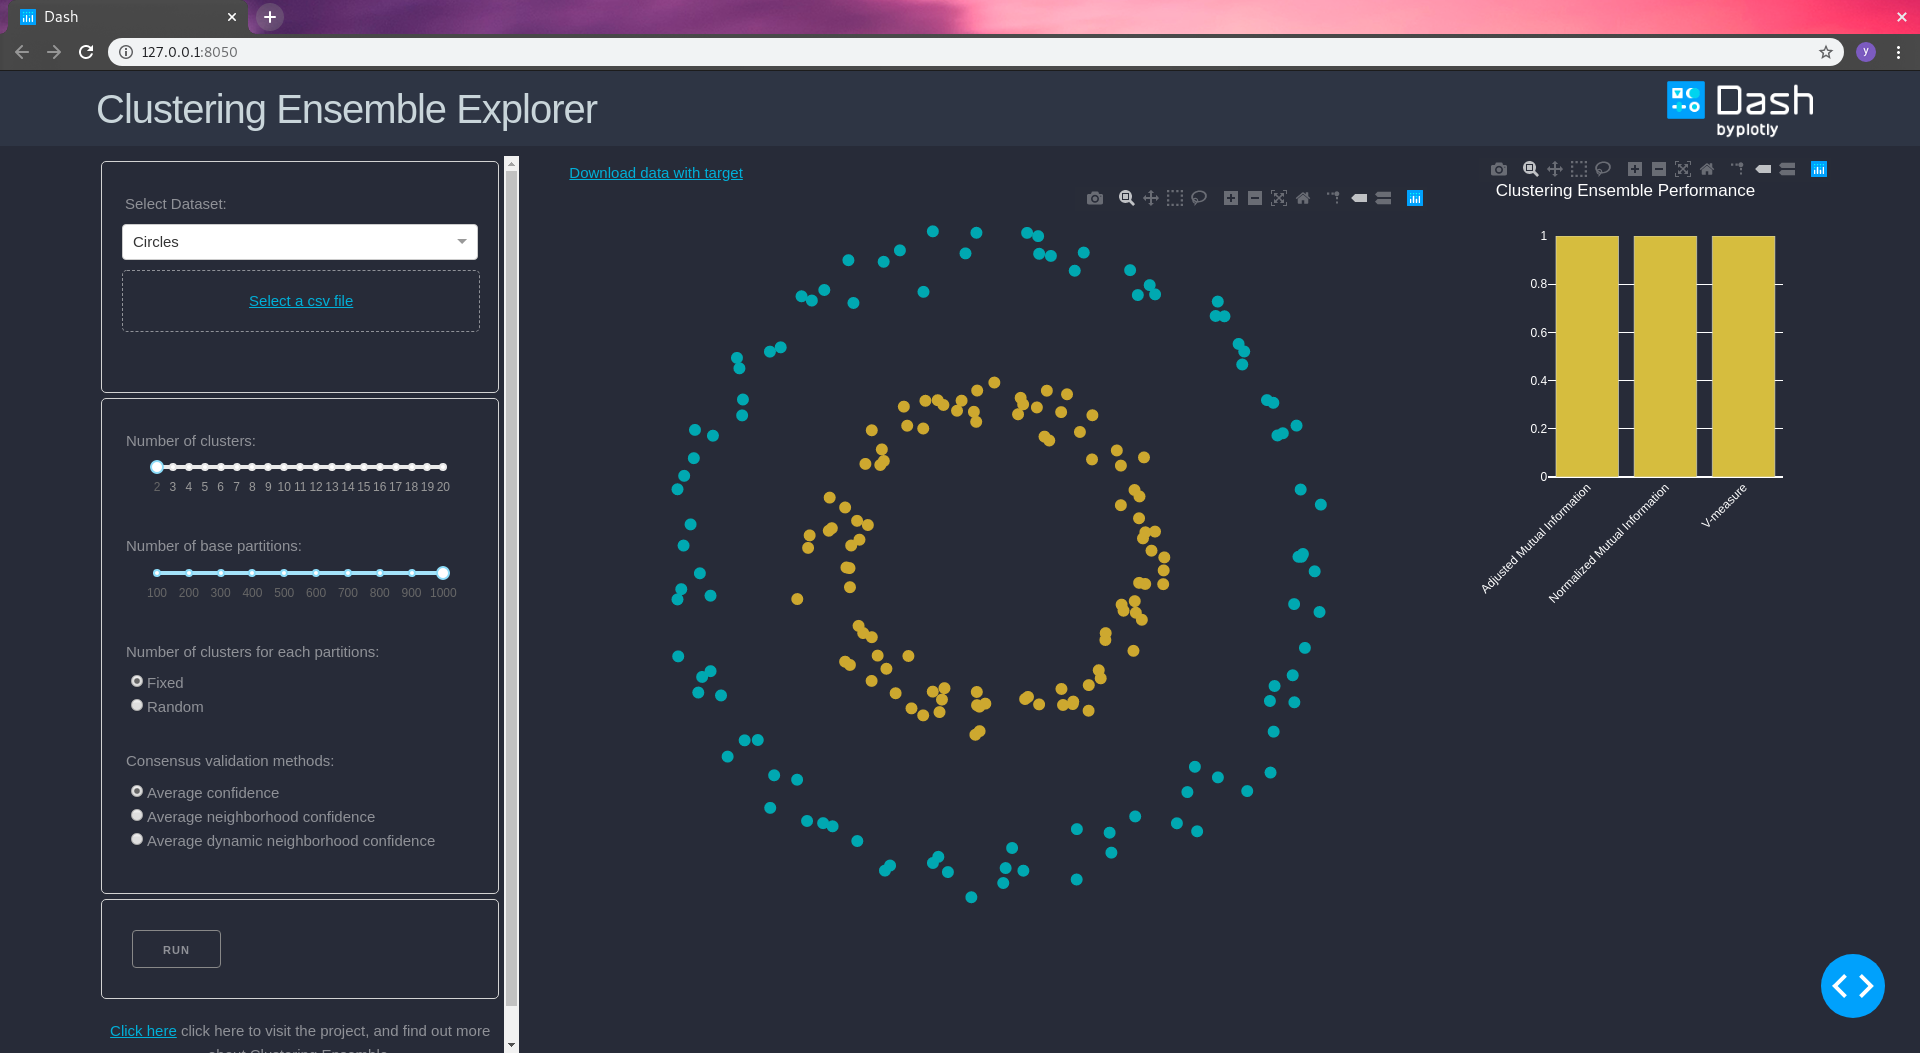 Dash
127.0.0.1:8050
y
Clustering Ensemble Explorer
Dash
by plotly
Select Dataset:
Circles
Select a csv file
Number of clusters:
2 3 4 5 6 7 8 9 10 11 12 13 14 15 16 17 18 19 20
Number of base partitions:
100 200 300 400 500 600 700 800 900 1000
Number of clusters for each partitions:
Fixed
Random
Consensus validation methods:
Average confidence
Average neighborhood confidence
Average dynamic neighborhood confidence
RUN
Click here click here to visit the project, and find out more
about Clustering Ensemble
Download data with target
Clustering Ensemble Performance
1
0.8
0.6
0.4
0.2
0
Adjusted Mutual Information
Normalized Mutual Information
V-measure